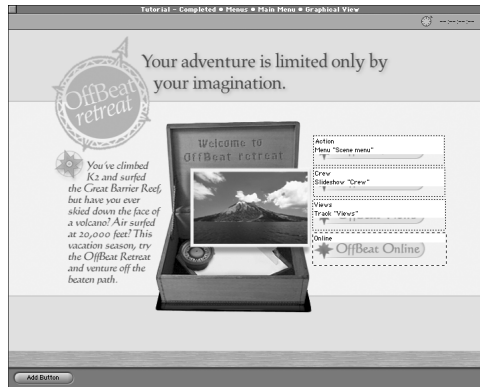 Tutorial – Completed ■ Menus ■ Main Menu ■ Graphical View
--:--:--:--
Your adventure is limited only by
your imagination.
OffBeat
retreat
Welcome to
OffBeat retreat
You've climbed
K2 and surfed
the Great Barrier Reef,
but have you ever
skied down the face of
a volcano? Air surfed
at 20,000 feet? This
vacation season, try
the OffBeat Retreat
and venture off the
beaten path.
Action
Menu "Scene menu"
Crew
Slideshow "Crew"
Views
Track "Views"
Online
OffBeat Online
Add Button